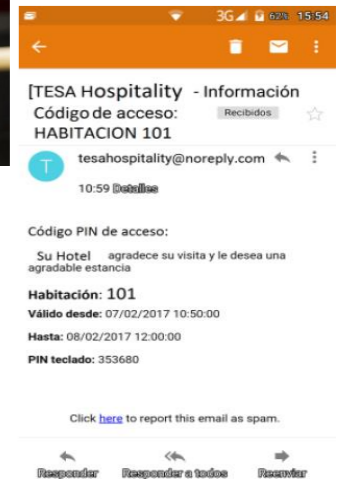 3G 62% 15:54
[TESA Hospitality - Información
Código de acceso: Recibidos
HABITACION 101
T
tesahospitality@noreply.com
10:59 Detalles
Código PIN de acceso:
Su Hotel agradece su visita y le desea una
agradable estancia
Habitación: 101
Válido desde: 07/02/2017 10:50:00
Hasta: 08/02/2017 12:00:00
PIN teclado: 353680
Click here to report this email as spam.
Responder Responder a todos Reenviar